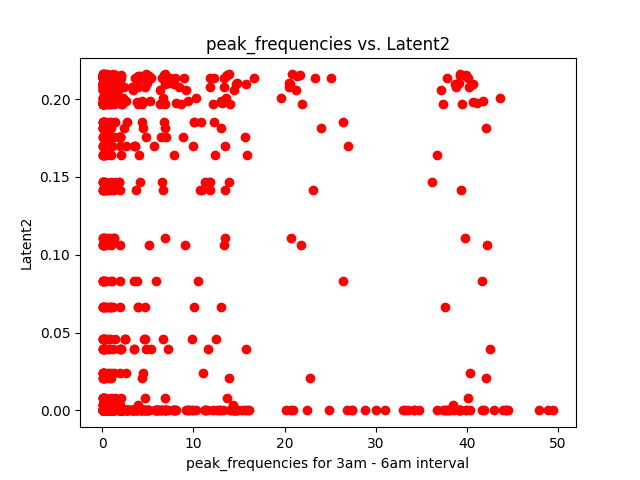 peak_frequencies vs. Latent2
Latent2
0.20
0.15
0.10
0.05
0.00
0 10 20 30 40 50
peak_frequencies for 3am - 6am interval